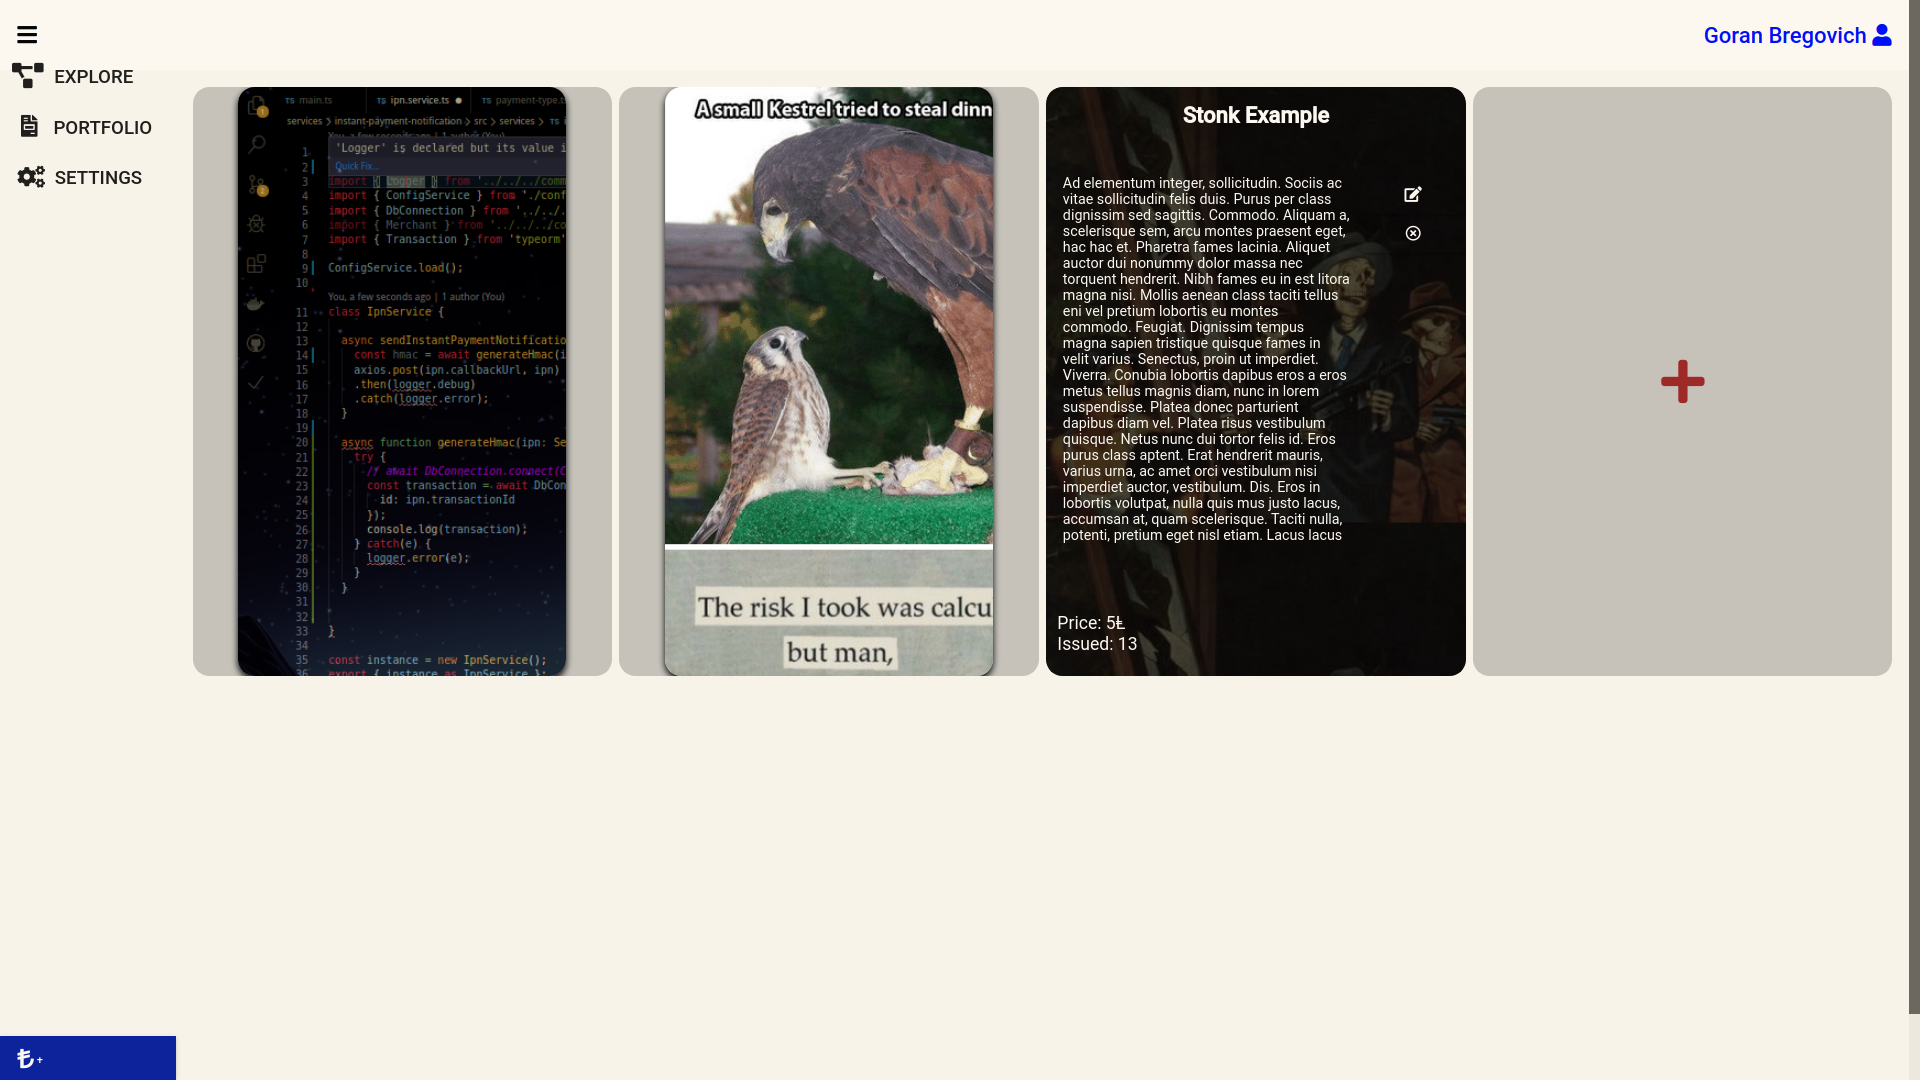 Goran Bregovich
EXPLORE
PORTFOLIO
SETTINGS
TS main.ts
TS ipn.service.ts
TS payment-type.t
services > instant-payment-notification > src > services > TS i
You, a few seconds ago | 1 author (You)
'Logger' is declared but its value i
Quick Fix...
1
2
3 import { Logger } from '../../../comm
4 import { ConfigService } from './conf
5 import { DbConnection } from '../../.
6 import { Merchant } from '../../../co
7 import { Transaction } from 'typeorm'
8
9 ConfigService.load();
10
You, a few seconds ago | 1 author (You)
11 class IpnService {
12
13 async sendInstantPaymentNotificatio
14 const hmac = await generateHmac(i
15 axios.post(ipn.callbackUrl, ipn)
16 .then(logger.debug)
17 .catch(logger.error);
18 }
19
20 async function generateHmac(ipn: Se
21 try {
22 // await DbConnection.connect(C
23 const transaction = await DbCon
24 id: ipn.transactionId
25 });
26 console.log(transaction);
27 } catch(e) {
28 logger.error(e);
29 }
30 }
31
32
33 }
34
35 const instance = new IpnService();
36 export { instance as IpnService };
A small Kestrel tried to steal dinn
The risk I took was calcu
but man,
Stonk Example
Ad elementum integer, sollicitudin. Sociis ac
vitae sollicitudin felis duis. Purus per class
dignissim sed sagittis. Commodo. Aliquam a,
scelerisque sem, arcu montes praesent eget,
hac hac et. Pharetra fames lacinia. Aliquet
auctor dui nonummy dolor massa nec
torquent hendrerit. Nibh fames eu in est litora
magna nisi. Mollis aenean class taciti tellus
eni vel pretium lobortis eu montes
commodo. Feugiat. Dignissim tempus
magna sapien tristique quisque fames in
velit varius. Senectus, proin ut imperdiet.
Viverra. Conubia lobortis dapibus eros a eros
metus tellus magnis diam, nunc in lorem
suspendisse. Platea donec parturient
dapibus diam vel. Platea risus vestibulum
quisque. Netus nunc dui tortor felis id. Eros
purus class aptent. Erat hendrerit mauris,
varius urna, ac amet orci vestibulum nisi
imperdiet auctor, vestibulum. Dis. Eros in
lobortis volutpat, nulla quis mus justo lacus,
accumsan at, quam scelerisque. Taciti nulla,
potenti, pretium eget nisl etiam. Lacus lacus
Price: 5Ł
Issued: 13
₺+